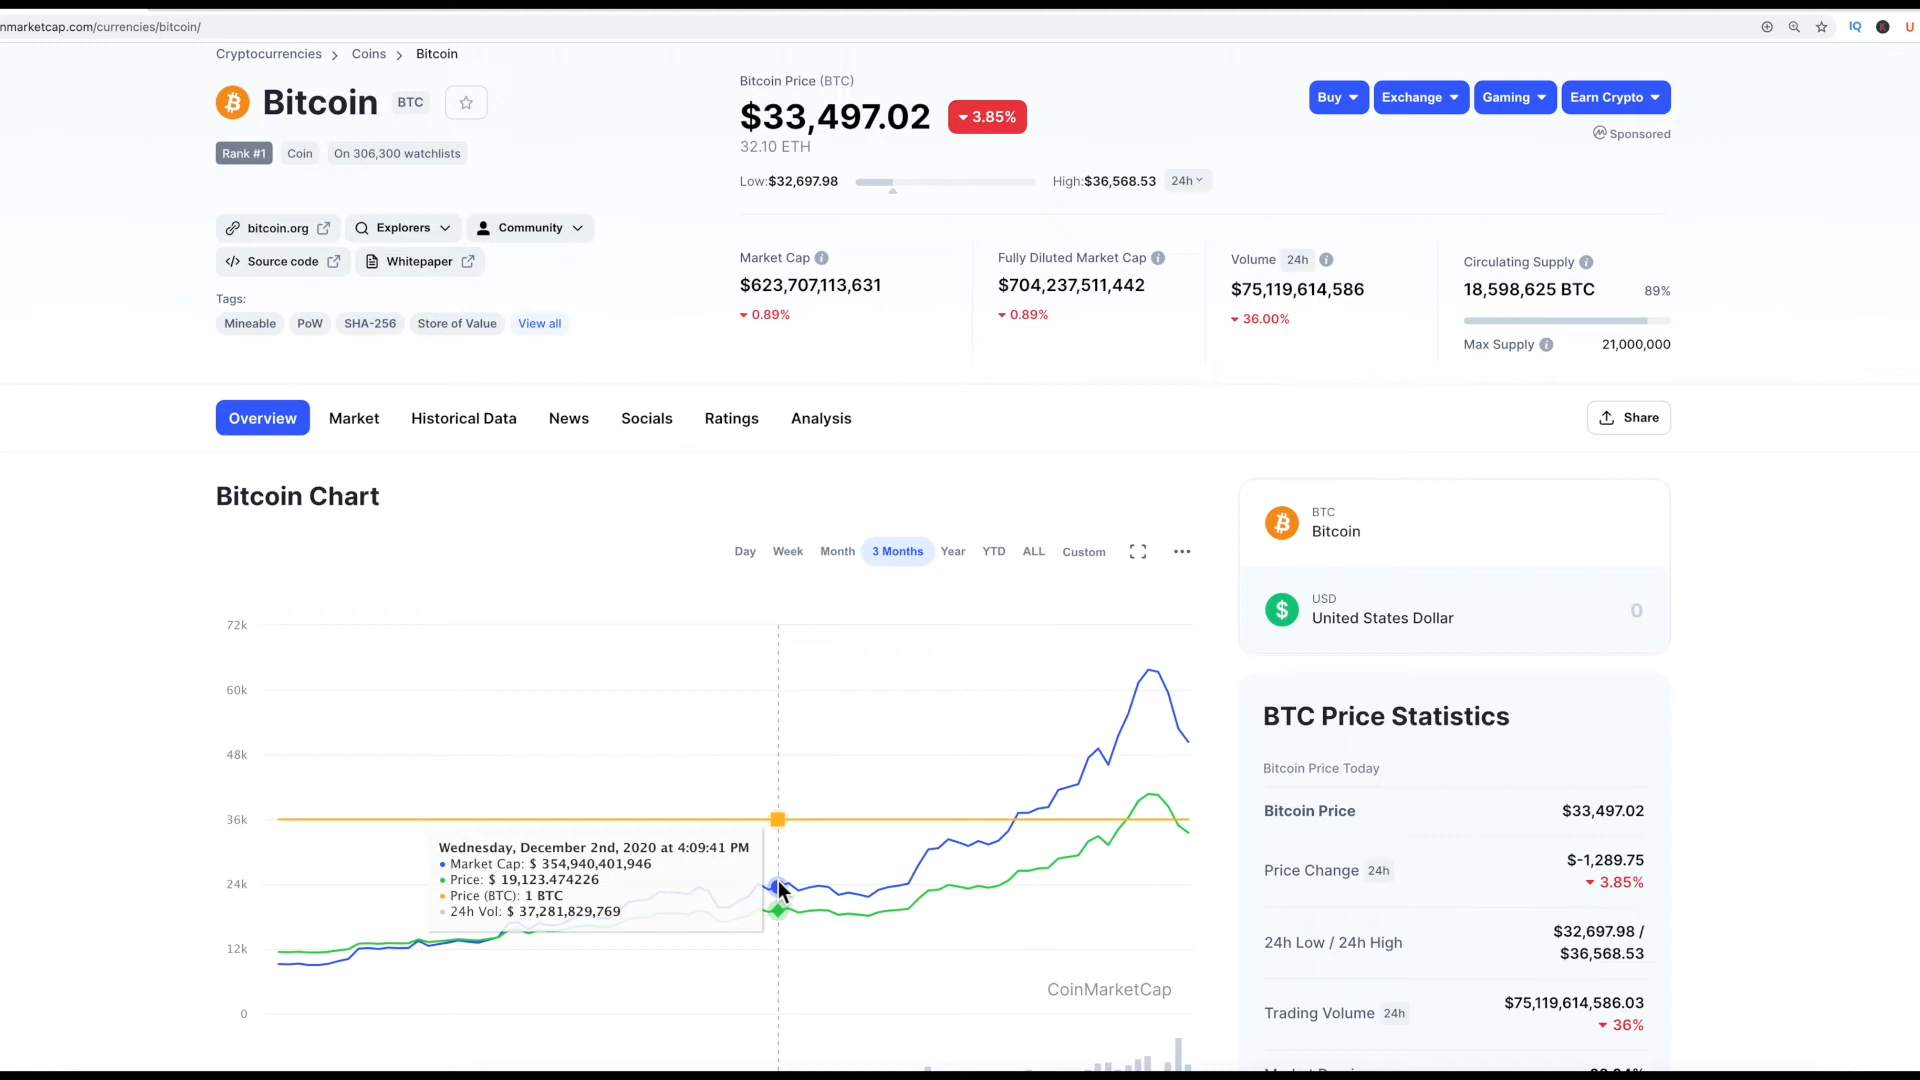 nmarketcap.com/currencies/bitcoin/
IQ
K
U
Cryptocurrencies > Coins > Bitcoin
Bitcoin BTC
Rank #1 Coin On 306,300 watchlists
bitcoin.org Explorers Community
Source code Whitepaper
Tags:
Mineable PoW SHA-256 Store of Value View all
Bitcoin Price (BTC)
$33,497.02 3.85%
32.10 ETH
Low:$32,697.98 High:$36,568.53 24h
Buy Exchange Gaming Earn Crypto
Sponsored
Market Cap
$623,707,113,631
0.89%
Fully Diluted Market Cap
$704,237,511,442
0.89%
Volume 24h
$75,119,614,586
36.00%
Circulating Supply
18,598,625 BTC 89%
Max Supply 21,000,000
Overview Market Historical Data News Socials Ratings Analysis
Share
Bitcoin Chart
Day Week Month 3 Months Year YTD ALL Custom
72k
60k
48k
36k
24k
12k
0
Wednesday, December 2nd, 2020 at 4:09:41 PM
Market Cap: $ 354,940,401,946
Price: $ 19,123.474226
Price (BTC): 1 BTC
24h Vol: $ 37,281,829,769
CoinMarketCap
BTC
Bitcoin
USD
United States Dollar 0
BTC Price Statistics
Bitcoin Price Today
Bitcoin Price $33,497.02
Price Change 24h $-1,289.75
3.85%
24h Low / 24h High $32,697.98 /
$36,568.53
Trading Volume 24h $75,119,614,586.03
36%